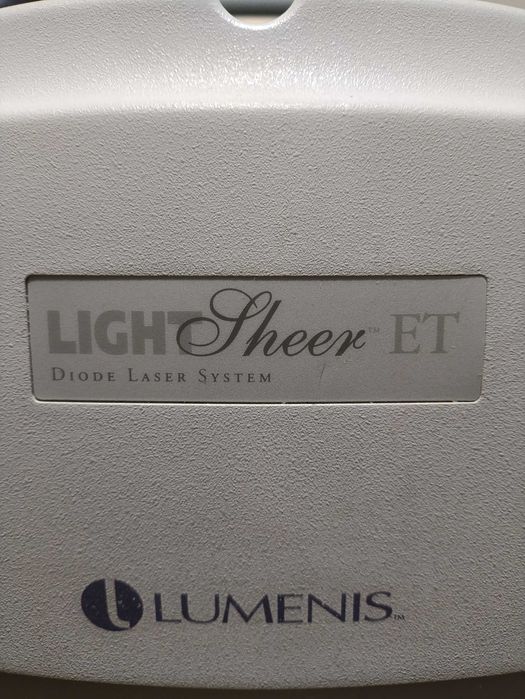 LIGHTSheer™ ET
DIODE LASER SYSTEM
LUMENIS™